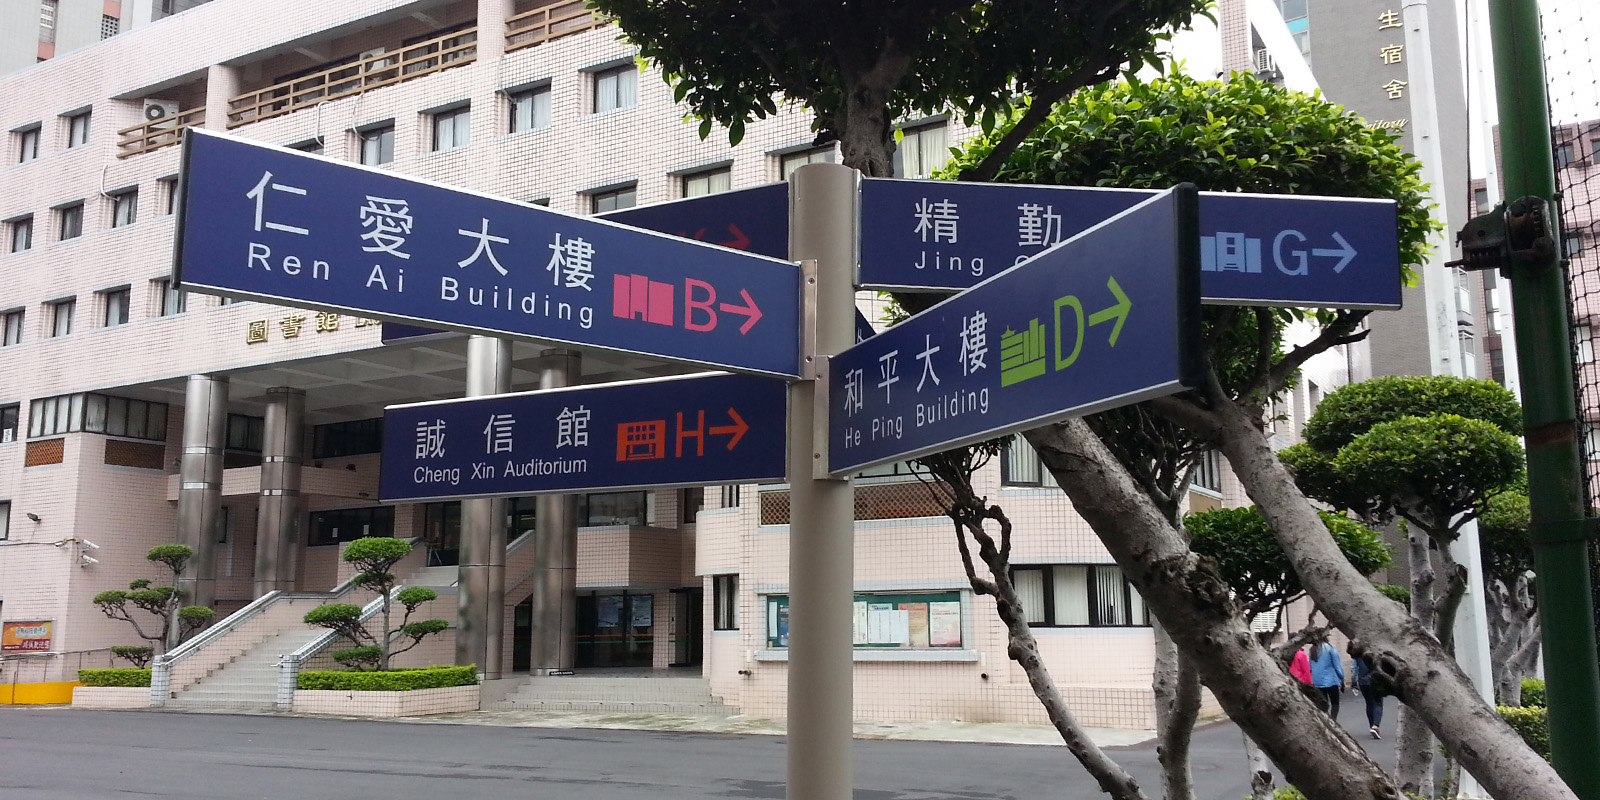 生宿舍
仁愛大樓
Ren Ai Building
B
精勤
Jing
G
圖書館
和平大樓
He Ping Building
D
誠信館
Cheng Xin Auditorium
H